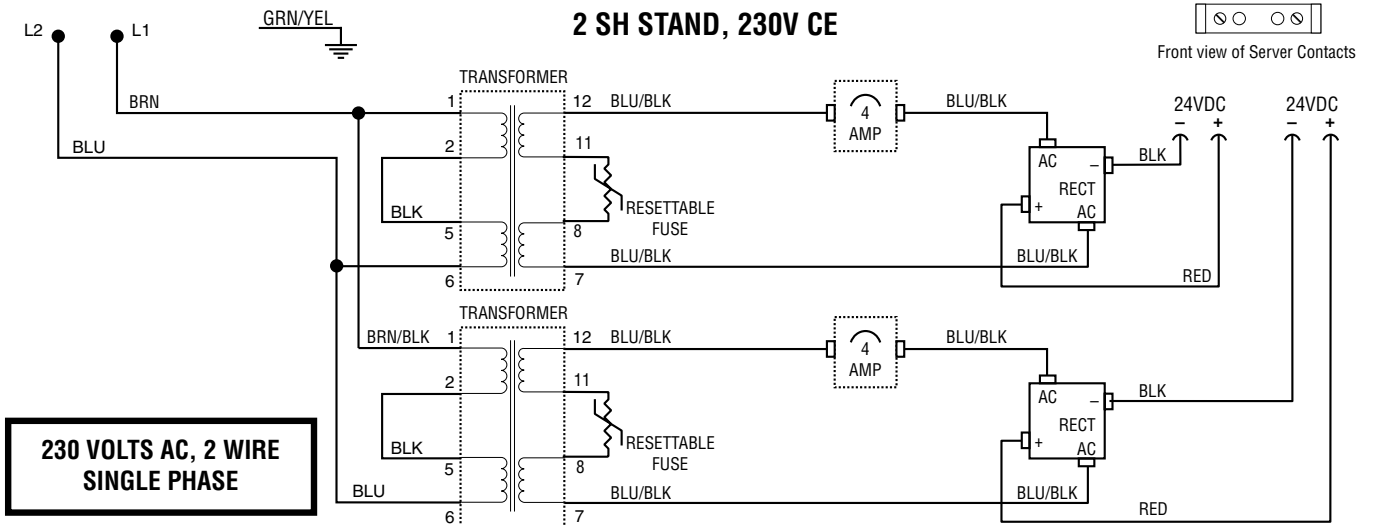 2 SH STAND, 230V CE
L2
L1
GRN/YEL
Front view of Server Contacts
BRN
BLU
TRANSFORMER
1
2
BLK
5
6
12
BLU/BLK
11
RESETTABLE
FUSE
8
7
BLU/BLK
4
AMP
BLU/BLK
AC
–
RECT
+
AC
BLU/BLK
BLK
RED
24VDC
– +
24VDC
– +
TRANSFORMER
BRN/BLK
1
2
BLK
5
BLU
6
12
BLU/BLK
11
RESETTABLE
FUSE
8
7
BLU/BLK
4
AMP
BLU/BLK
AC
–
RECT
+
AC
BLU/BLK
BLK
RED
230 VOLTS AC, 2 WIRE
SINGLE PHASE